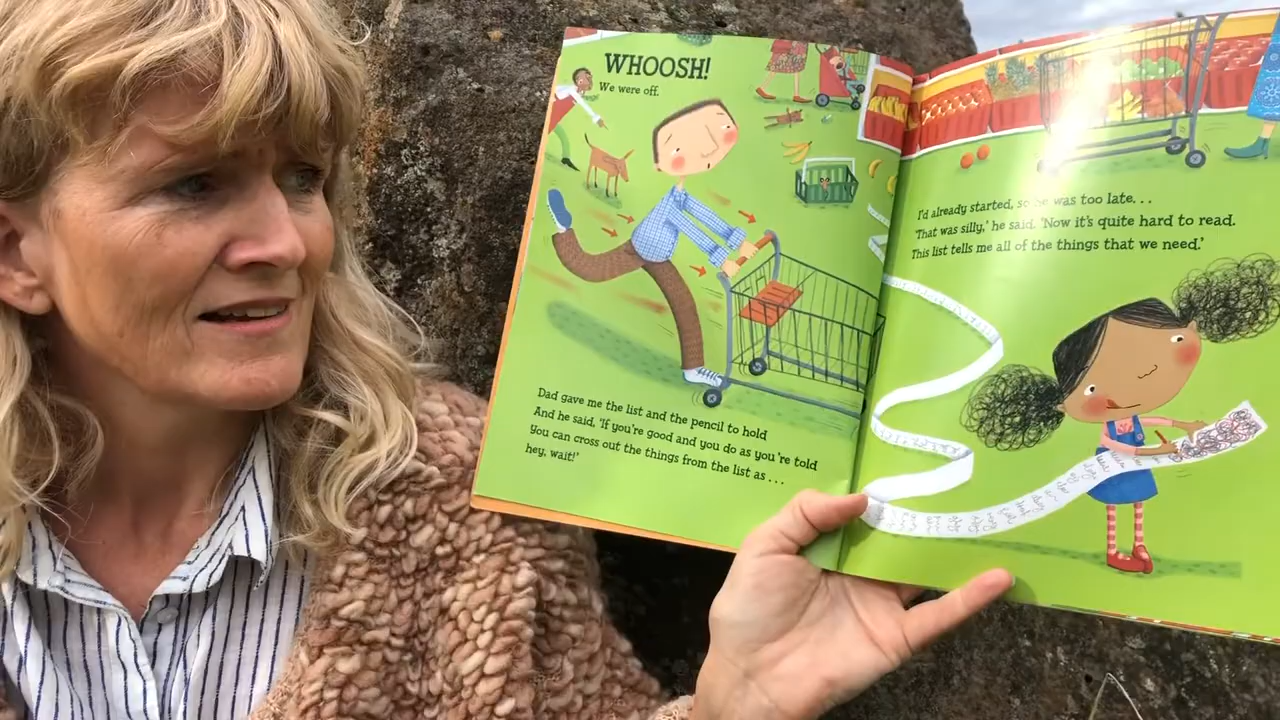 WHOOSH!
We were off.
Dad gave me the list and the pencil to hold
And he said, 'If you're good and you do as you're told
You can cross out the things from the list as . . .
hey, wait!'
I'd already started, so he was too late. . .
'That was silly,' he said. 'Now it's quite hard to read.
This list tells me all of the things that we need.'